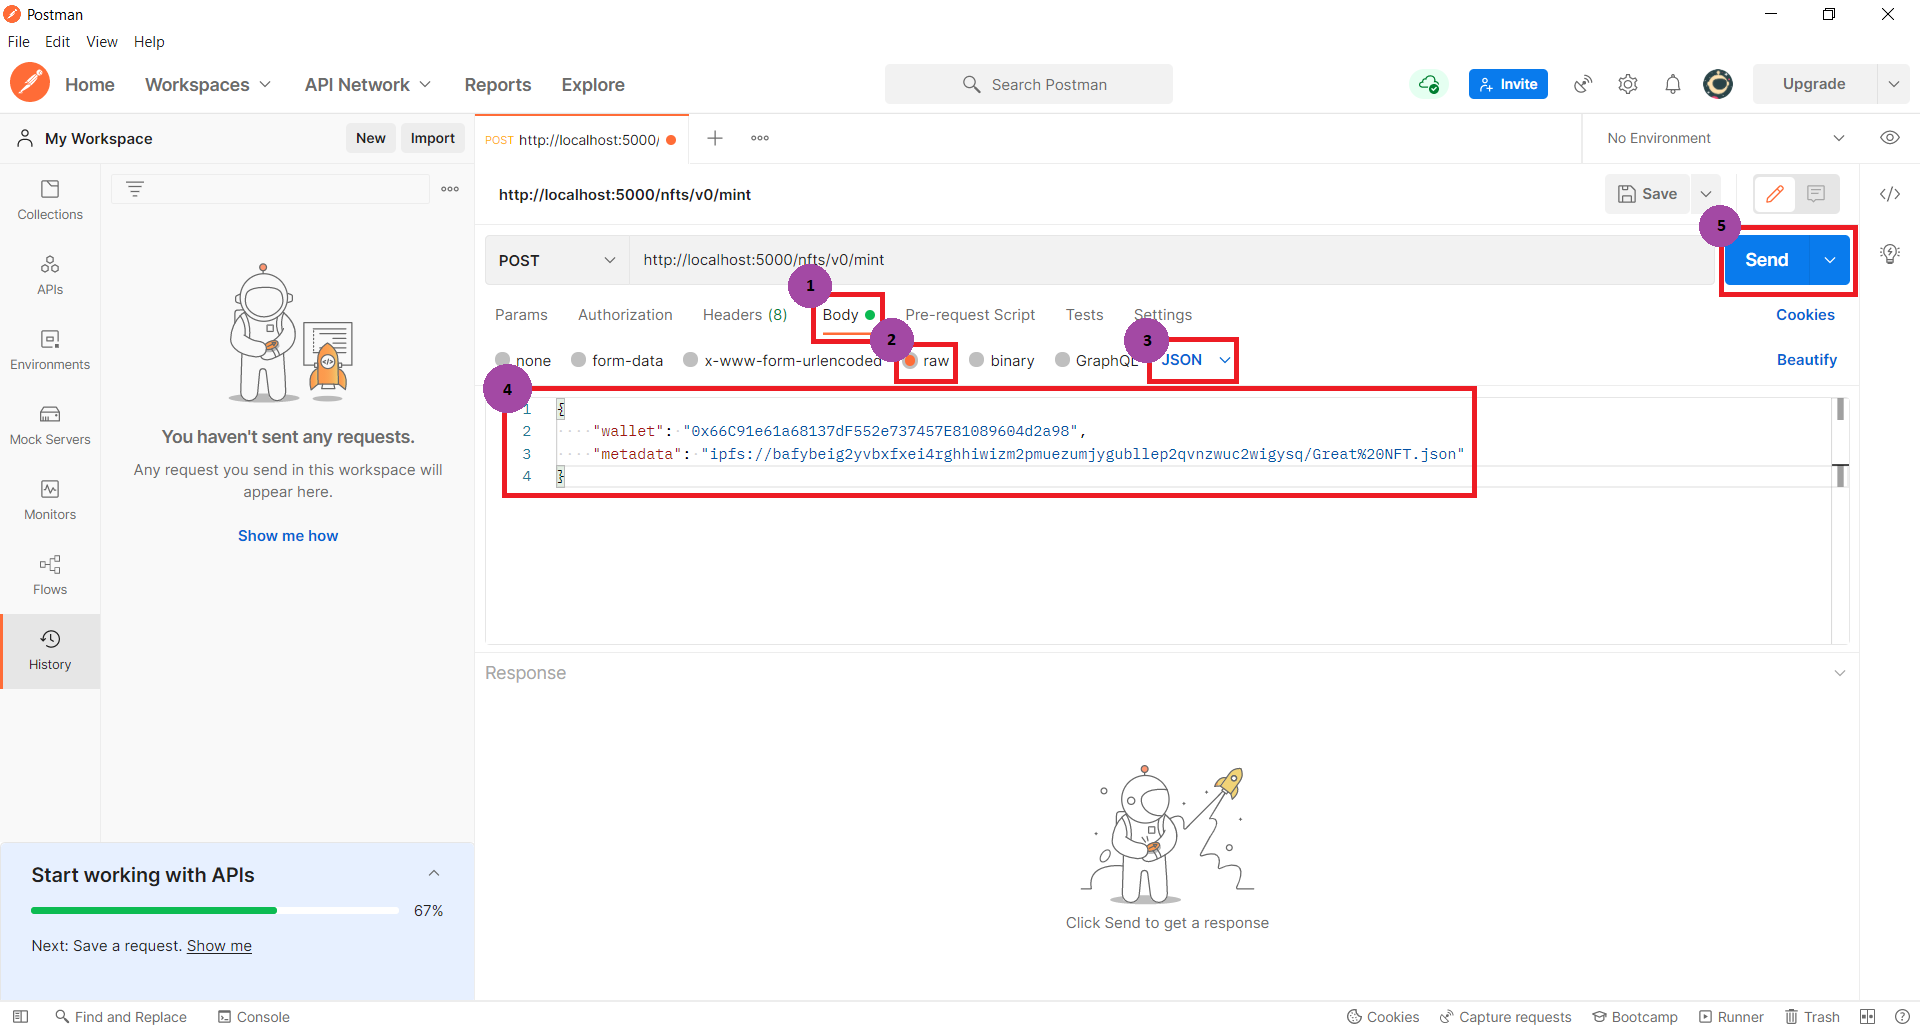 Postman
File Edit View Help
Home Workspaces API Network Reports Explore Search Postman Invite Upgrade
My Workspace New Import POST http://localhost:5000/ No Environment
http://localhost:5000/nfts/v0/mint Save
Collections
APIs
Environments
Mock Servers
Monitors
Flows
History
You haven't sent any requests.
Any request you send in this workspace will
appear here.
Show me how
Start working with APIs
67%
Next: Save a request. Show me
POST http://localhost:5000/nfts/v0/mint 5 Send
1
Params Authorization Headers (8) Body Pre-request Script Tests Settings Cookies
2 3
none form-data x-www-form-urlencoded raw binary GraphQL JSON Beautify
4
1 {
2 "wallet": "0x66C91e61a68137dF552e737457E81089604d2a98",
3 "metadata": "ipfs://bafybeig2yvbxfxei4rghhiwizm2pmuezumjygubllep2qvnzwuc2wigysq/Great%20NFT.json"
4 }
Response
Click Send to get a response
Find and Replace Console Cookies Capture requests Bootcamp Runner Trash